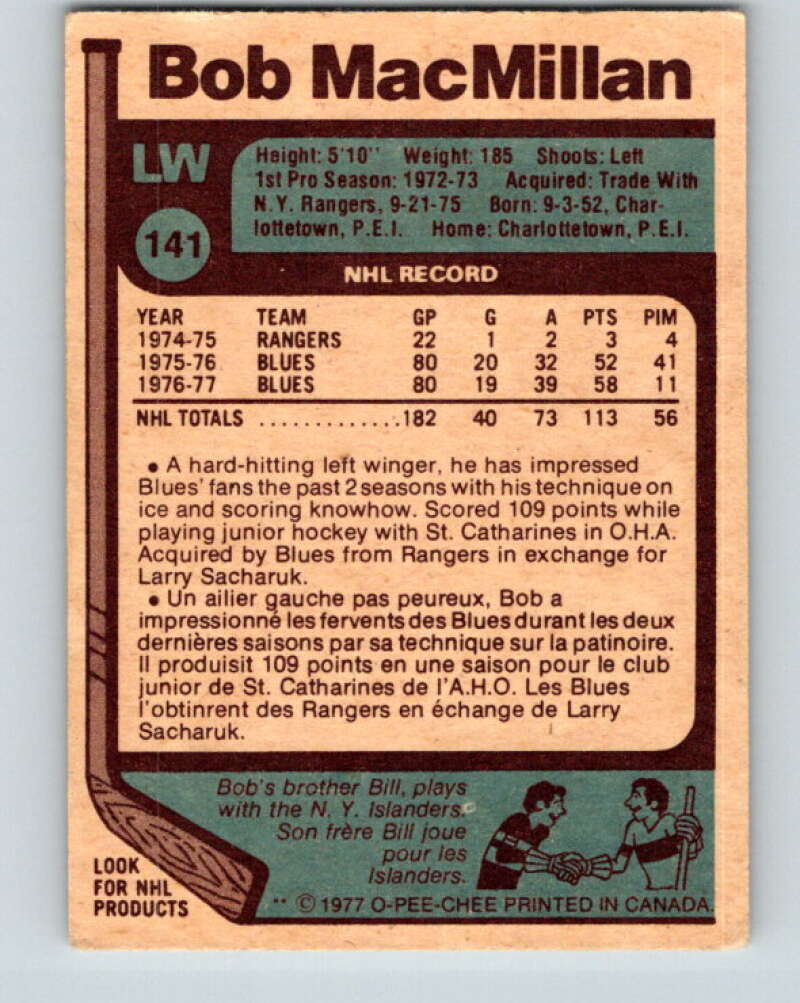 Bob MacMillan
LW
141
Height: 5'10'' Weight: 185 Shoots: Left
1st Pro Season: 1972-73 Acquired: Trade With
N.Y. Rangers, 9-21-75 Born: 9-3-52, Char-
lottetown, P.E.I. Home: Charlottetown, P.E.I.
NHL RECORD
YEAR TEAM GP G A PTS PIM
1974-75 RANGERS 22 1 2 3 4
1975-76 BLUES 80 20 32 52 41
1976-77 BLUES 80 19 39 58 11
NHL TOTALS ..............182 40 73 113 56
• A hard-hitting left winger, he has impressed
Blues' fans the past 2 seasons with his technique on
ice and scoring knowhow. Scored 109 points while
playing junior hockey with St. Catharines in O.H.A.
Acquired by Blues from Rangers in exchange for
Larry Sacharuk.
• Un ailier gauche pas peureux, Bob a
impressionné les fervents des Blues durant les deux
dernières saisons par sa technique sur la patinoire.
Il produisit 109 points en une saison pour le club
junior de St. Catharines de l'A.H.O. Les Blues
l'obtinrent des Rangers en échange de Larry
Sacharuk.
Bob's brother Bill, plays
with the N. Y. Islanders.
Son frère Bill joue
pour les
Islanders.
LOOK
FOR NHL
PRODUCTS
** © 1977 O-PEE-CHEE PRINTED IN CANADA.